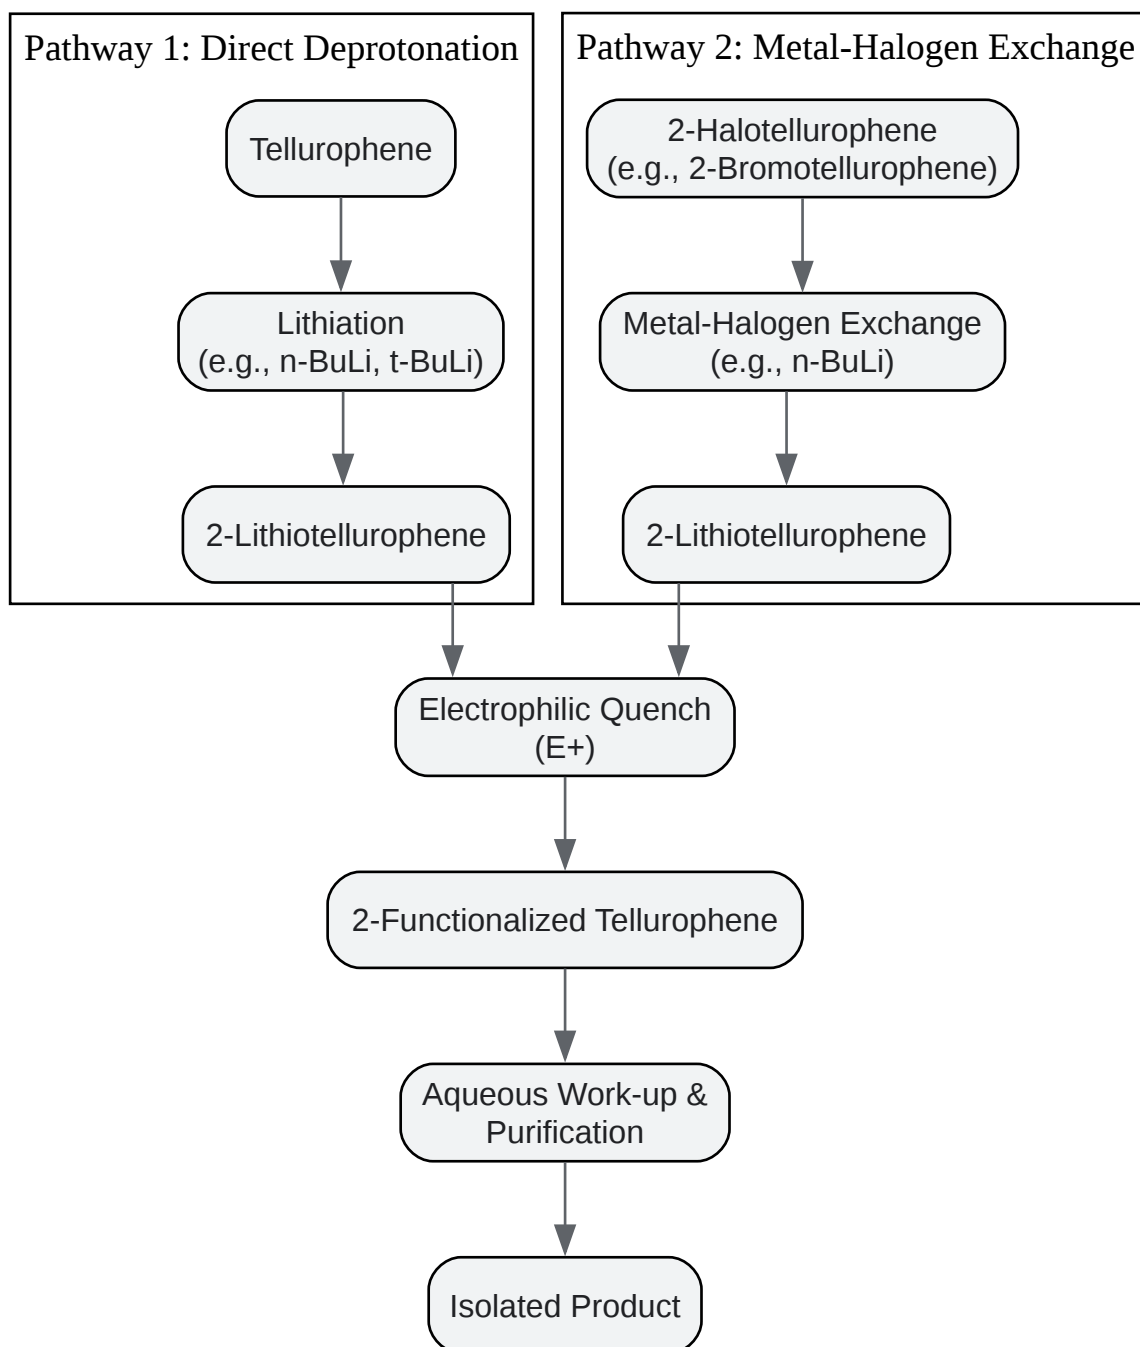 Pathway 1: Direct Deprotonation
Tellurophene
Lithiation
(e.g., n-BuLi, t-BuLi)
2-Lithiotellurophene
Pathway 2: Metal-Halogen Exchange
2-Halotellurophene
(e.g., 2-Bromotellurophene)
Metal-Halogen Exchange
(e.g., n-BuLi)
2-Lithiotellurophene
Electrophilic Quench
(E+)
2-Functionalized Tellurophene
Aqueous Work-up &
Purification
Isolated Product